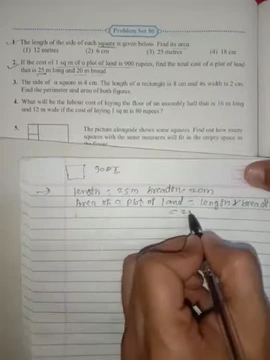 Problem Set 50
1. The length of the side of each square is given below. Find its area
(1) 12 metres (2) 6 cm (3) 25 metres (4) 18 cm
2. If the cost of 1 sq m of a plot of land is 900 rupees, find the total cost of a plot of land
that is 25 m long and 20 m broad.
3. The side of a square is 4 cm. The length of a rectangle is 8 cm and its width is 2 cm.
Find the perimeter and area of both figures.
4. What will be the labour cost of laying the floor of an assembly hall that is 16 m long
and 12 m wide if the cost of laying 1 sq m is 80 rupees?
5. The picture alongside shows some squares. Find out how many
squares with the same measures will fit in the empty space in
the figure.
length = 25m breadth = 20m
Area of a plot of land = length x bread
= 2